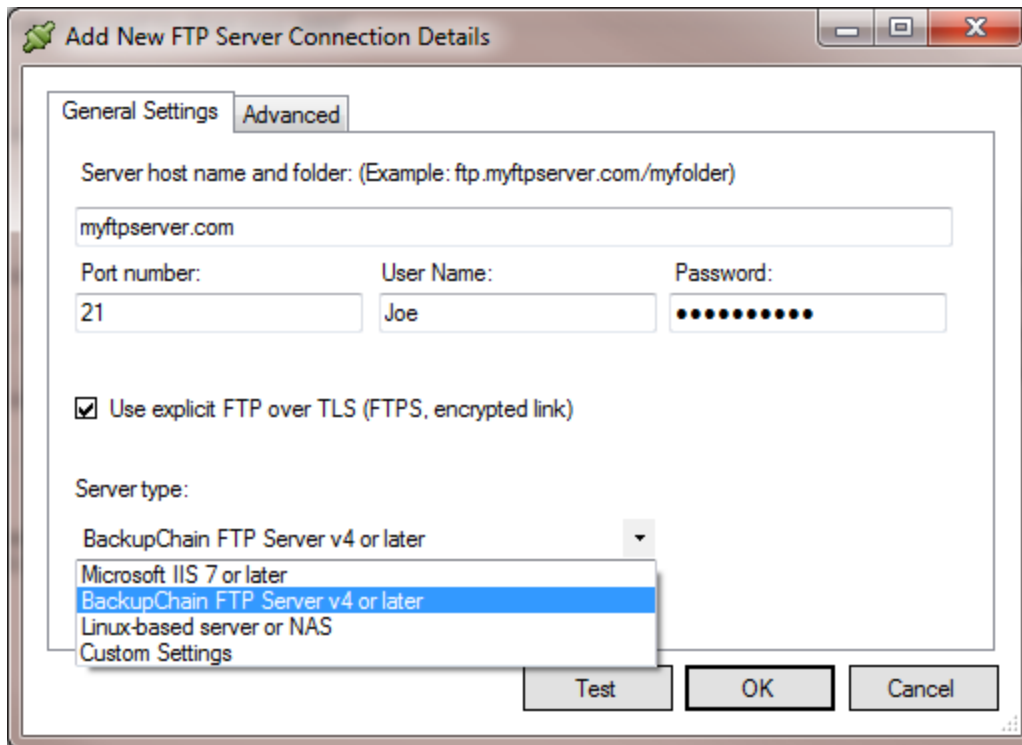 Add New FTP Server Connection Details
General Settings
Advanced
Server host name and folder: (Example: ftp.myftpserver.com/myfolder)
myftpserver.com
Port number: User Name: Password:
21 Joe ••••••••••
Use explicit FTP over TLS (FTPS, encrypted link)
Server type:
BackupChain FTP Server v4 or later
Microsoft IIS 7 or later
BackupChain FTP Server v4 or later
Linux-based server or NAS
Custom Settings
Test OK Cancel